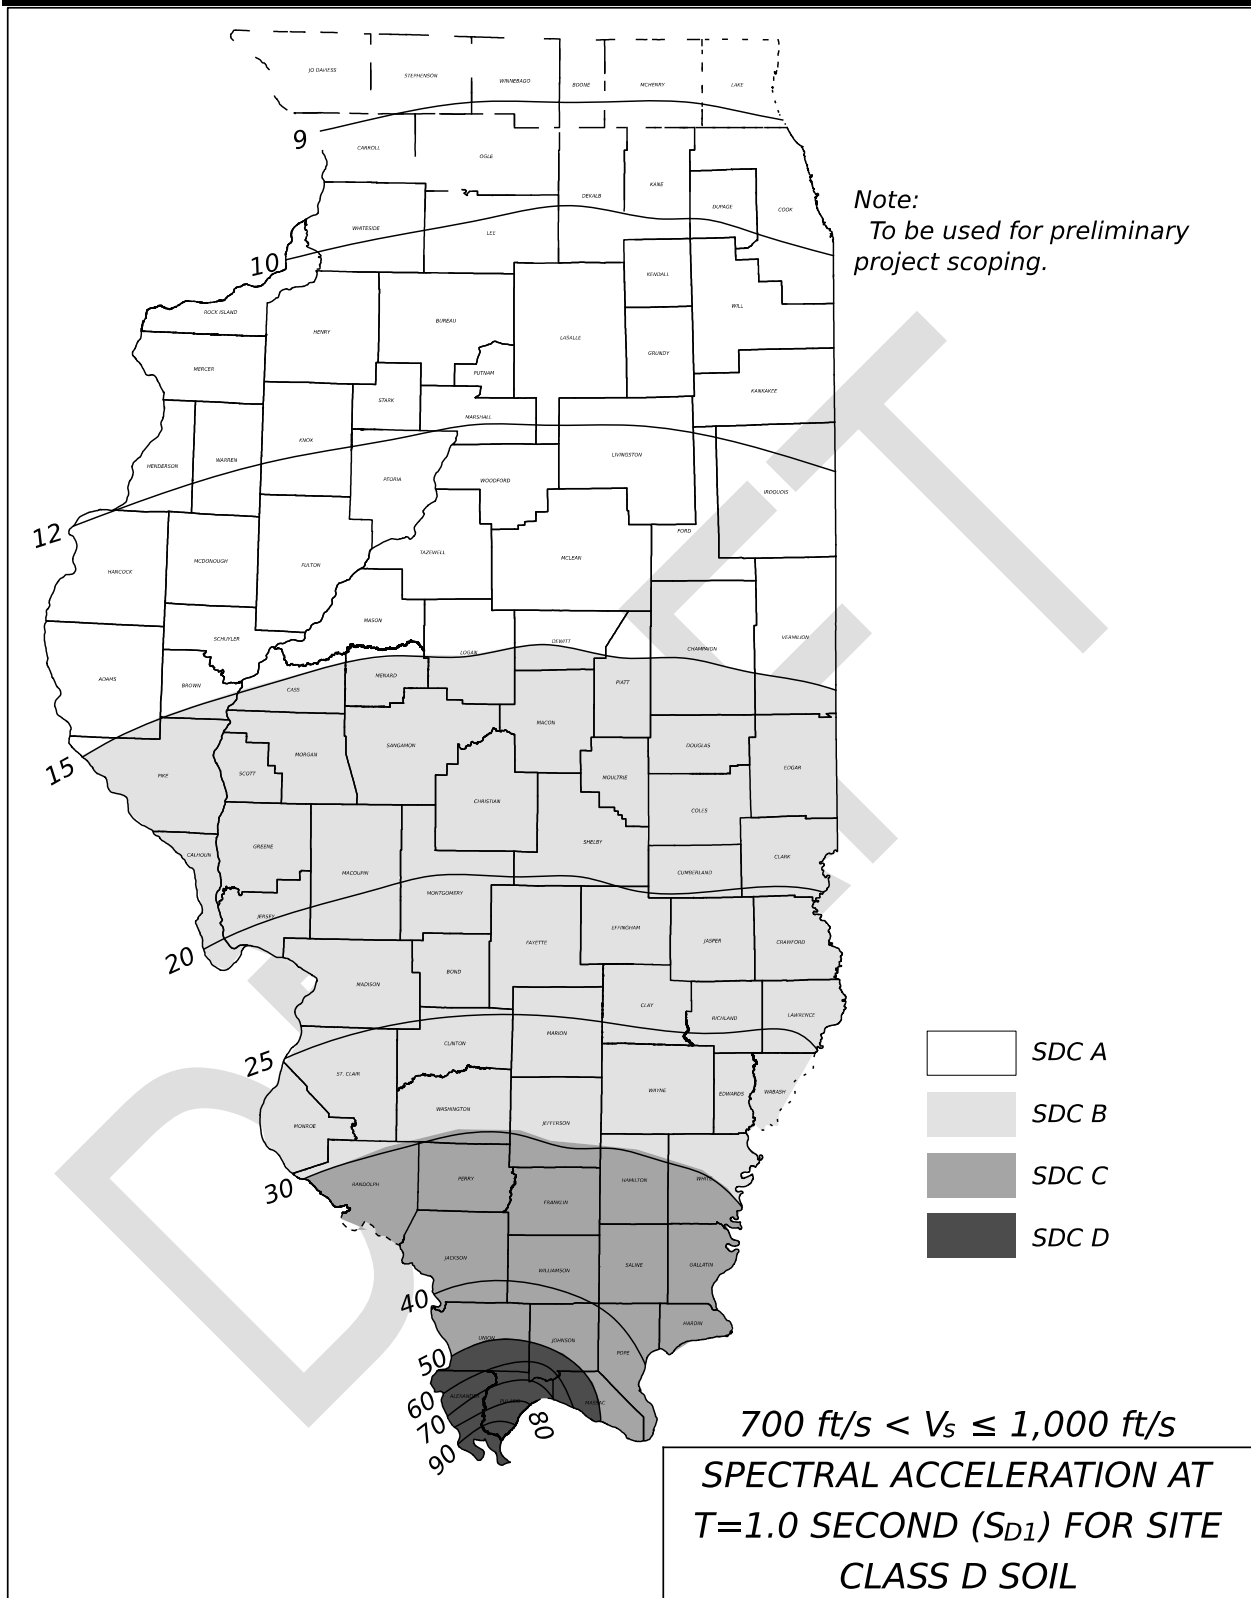 JO DAVIESS
STEPHENSON
WINNEBAGO
BOONE
MCHENRY
LAKE
9
CARROLL
OGLE
DEKALB
KANE
DUPAGE
COOK
Note:
To be used for preliminary
project scoping.
WHITESIDE
LEE
10
KENDALL
ROCK ISLAND
HENRY
BUREAU
LASALLE
WILL
GRUNDY
MERCER
PUTNAM
STARK
KANKAKEE
MARSHALL
KNOX
HENDERSON
WARREN
LIVINGSTON
PEORIA
WOODFORD
IROQUOIS
12
FORD
HANCOCK
MCDONOUGH
FULTON
TAZEWELL
MCLEAN
MASON
SCHUYLER
LOGAN
DEWITT
CHAMPAIGN
VERMILION
ADAMS
BROWN
CASS
MENARD
PIATT
15
PIKE
SCOTT
MORGAN
SANGAMON
MACON
DOUGLAS
EDGAR
MOULTRIE
CHRISTIAN
COLES
CALHOUN
GREENE
MACOUPIN
SHELBY
CLARK
CUMBERLAND
MONTGOMERY
JERSEY
20
FAYETTE
EFFINGHAM
JASPER
CRAWFORD
MADISON
BOND
CLAY
RICHLAND
LAWRENCE
25
CLINTON
MARION
SDC A
ST. CLAIR
WAYNE
EDWARDS
WABASH
MONROE
WASHINGTON
JEFFERSON
SDC B
30
RANDOLPH
PERRY
FRANKLIN
HAMILTON
WHITE
SDC C
JACKSON
WILLIAMSON
SALINE
GALLATIN
SDC D
40
UNION
JOHNSON
POPE
HARDIN
50
60
ALEXANDER
PULASKI
MASSAC
70
80
90
700 ft/s < Vs ≤ 1,000 ft/s
SPECTRAL ACCELERATION AT
T=1.0 SECOND (SD1) FOR SITE
CLASS D SOIL
DRAFT